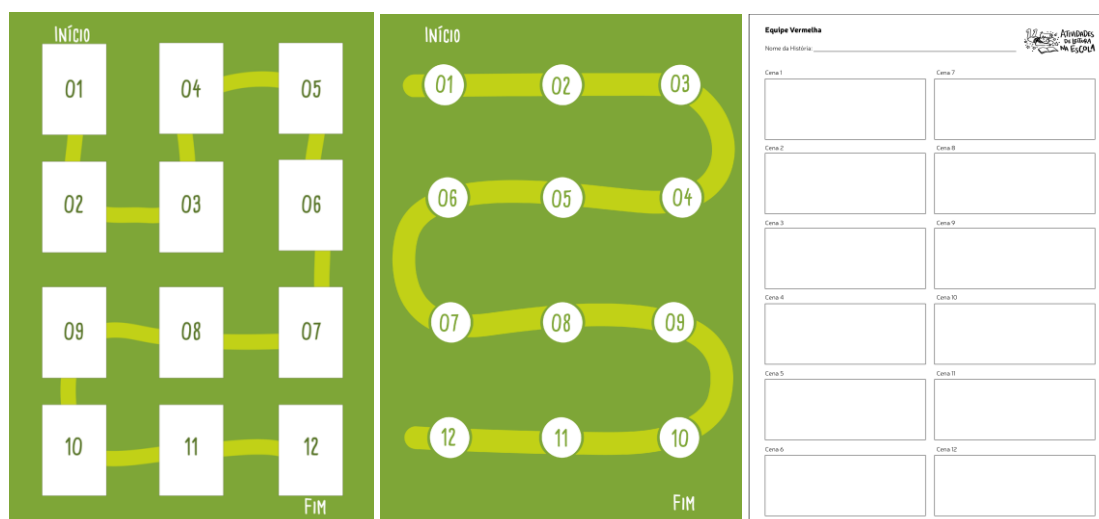 INÍCIO
01 04 05
02 03 06
09 08 07
10 11 12
FIM
INÍCIO
01 02 03
06 05 04
07 08 09
12 11 10
FIM
Equipe Vermelha
Nome da História:
ATIVIDADES
DE LEITURA
NA ESCOLA
Cena 1 Cena 7
Cena 2 Cena 8
Cena 3 Cena 9
Cena 4 Cena 10
Cena 5 Cena 11
Cena 6 Cena 12